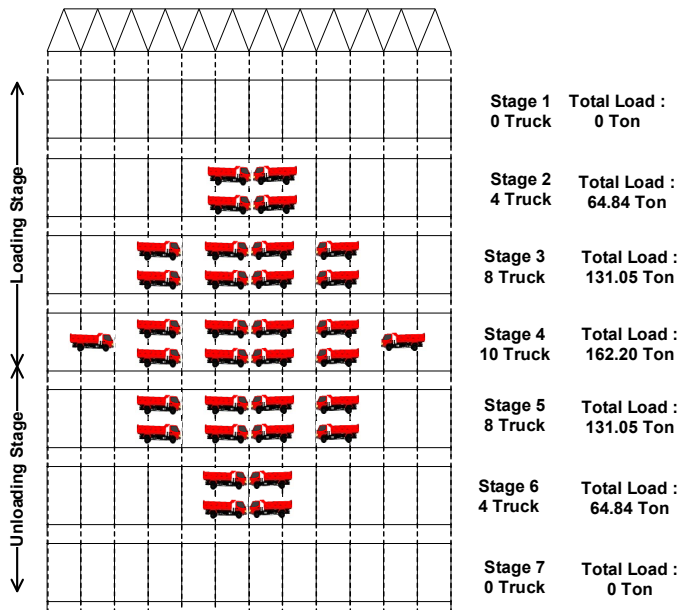 Loading Stage
Unloading Stage
Stage 1
0 Truck
Total Load :
0 Ton
Stage 2
4 Truck
Total Load :
64.84 Ton
Stage 3
8 Truck
Total Load :
131.05 Ton
Stage 4
10 Truck
Total Load :
162.20 Ton
Stage 5
8 Truck
Total Load :
131.05 Ton
Stage 6
4 Truck
Total Load :
64.84 Ton
Stage 7
0 Truck
Total Load :
0 Ton